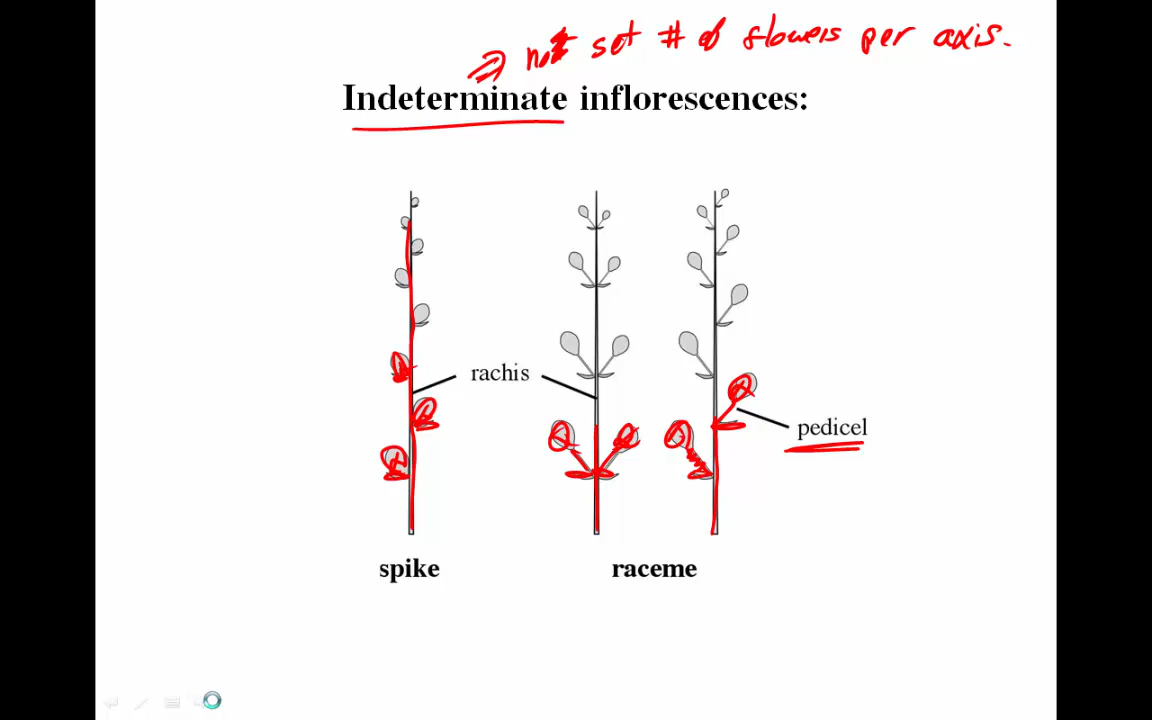 ⇒ not set # of flowers per axis.
Indeterminate inflorescences:
rachis
pedicel
spike
raceme